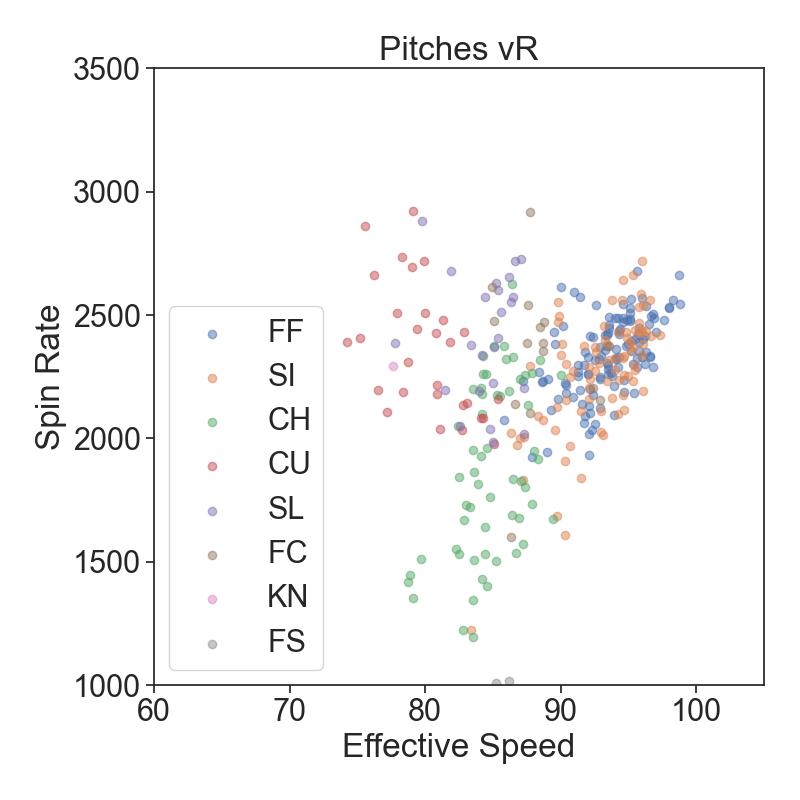 Pitches vR
3500
3000
2500
2000
1500
1000
Spin Rate
FF
SI
CH
CU
SL
FC
KN
FS
60 70 80 90 100
Effective Speed